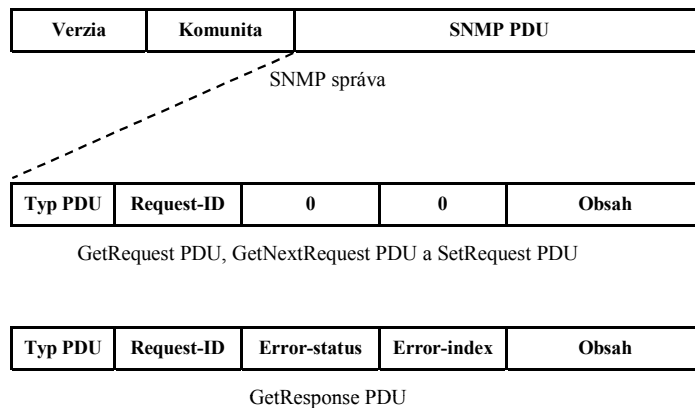 Verzia Komunita SNMP PDU
SNMP správa
Typ PDU Request-ID 0 0 Obsah
GetRequest PDU, GetNextRequest PDU a SetRequest PDU
Typ PDU Request-ID Error-status Error-index Obsah
GetResponse PDU